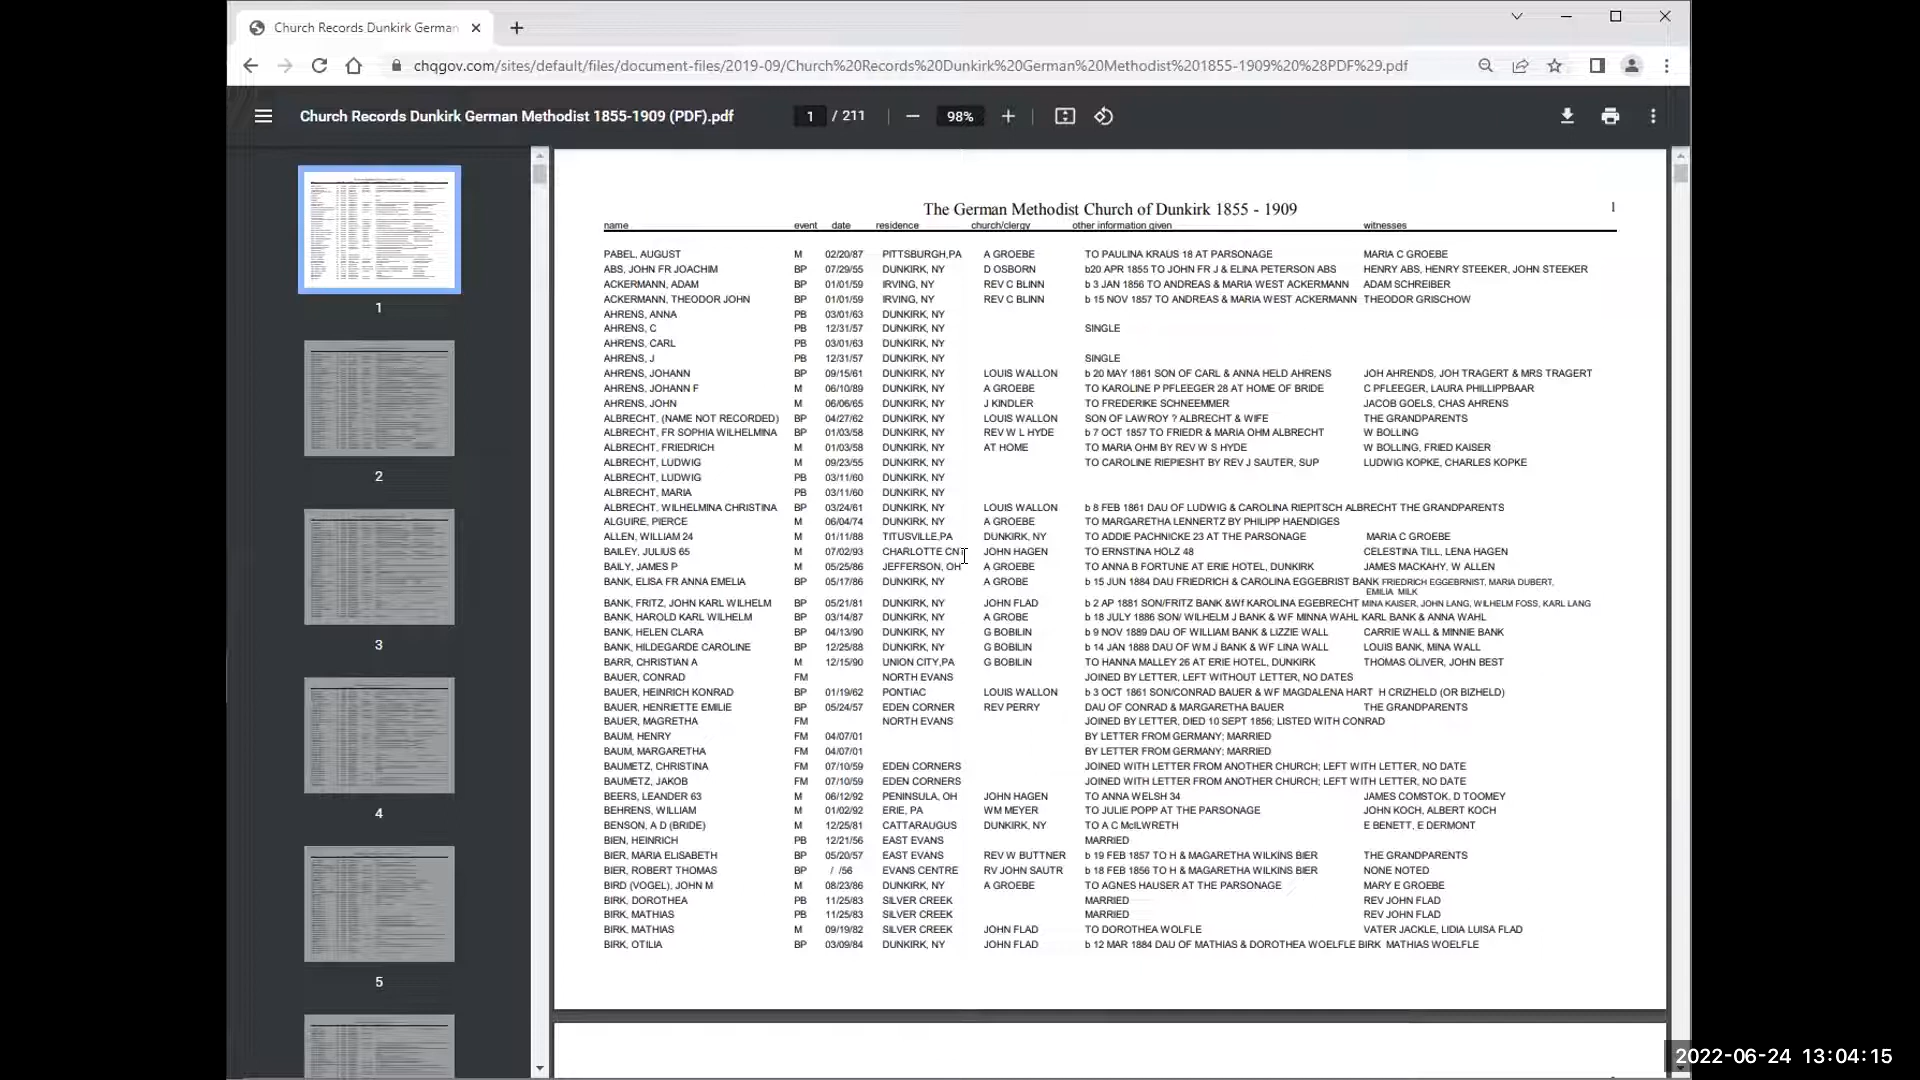 Church Records Dunkirk German
chqgov.com/sites/default/files/document-files/2019-09/Church%20Records%20Dunkirk%20German%20Methodist%201855-1909%20%28PDF%29.pdf
Church Records Dunkirk German Methodist 1855-1909 (PDF).pdf 1 / 211 98%
The German Methodist Church of Dunkirk 1855 - 1909 1
name event date residence church/clergy other information given witnesses
PABEL, AUGUST M 02/20/87 PITTSBURGH,PA A GROEBE TO PAULINA KRAUS 18 AT PARSONAGE MARIA C GROEBE
ABS, JOHN FR JOACHIM BP 07/29/55 DUNKIRK, NY D OSBORN b20 APR 1855 TO JOHN FR J & ELINA PETERSON ABS HENRY ABS, HENRY STEEKER, JOHN STEEKER
ACKERMANN, ADAM BP 01/01/59 IRVING, NY REV C BLINN b 3 JAN 1856 TO ANDREAS & MARIA WEST ACKERMANN ADAM SCHREIBER
ACKERMANN, THEODOR JOHN BP 01/01/59 IRVING, NY REV C BLINN b 15 NOV 1857 TO ANDREAS & MARIA WEST ACKERMANN THEODOR GRISCHOW
AHRENS, ANNA PB 03/01/63 DUNKIRK, NY
AHRENS, C PB 12/31/57 DUNKIRK, NY SINGLE
AHRENS, CARL PB 03/01/63 DUNKIRK, NY
AHRENS, J PB 12/31/57 DUNKIRK, NY SINGLE
AHRENS, JOHANN BP 09/15/61 DUNKIRK, NY LOUIS WALLON b 20 MAY 1861 SON OF CARL & ANNA HELD AHRENS JOH AHRENDS, JOH TRAGERT & MRS TRAGERT
AHRENS, JOHANN F M 06/10/89 DUNKIRK, NY A GROEBE TO KAROLINE P PFLEEGER 28 AT HOME OF BRIDE C PFLEEGER, LAURA PHILLIPPBAAR
AHRENS, JOHN M 06/06/65 DUNKIRK, NY J KINDLER TO FREDERIKE SCHNEEMMER JACOB GOELS, CHAS AHRENS
ALBRECHT, (NAME NOT RECORDED) BP 04/27/62 DUNKIRK, NY LOUIS WALLON SON OF LAWROY ? ALBRECHT & WIFE THE GRANDPARENTS
ALBRECHT, FR SOPHIA WILHELMINA BP 01/03/58 DUNKIRK, NY REV W L HYDE b 7 OCT 1857 TO FRIEDR & MARIA OHM ALBRECHT W BOLLING
ALBRECHT, FRIEDRICH M 01/03/58 DUNKIRK, NY AT HOME TO MARIA OHM BY REV W S HYDE W BOLLING, FRIED KAISER
ALBRECHT, LUDWIG M 09/23/55 DUNKIRK, NY TO CAROLINE RIEPIESHT BY REV J SAUTER, SUP LUDWIG KOPKE, CHARLES KOPKE
ALBRECHT, LUDWIG PB 03/11/60 DUNKIRK, NY
ALBRECHT, MARIA PB 03/11/60 DUNKIRK, NY
ALBRECHT, WILHELMINA CHRISTINA BP 03/24/61 DUNKIRK, NY LOUIS WALLON b 8 FEB 1861 DAU OF LUDWIG & CAROLINA RIEPITSCH ALBRECHT THE GRANDPARENTS
ALGUIRE, PIERCE M 06/04/74 DUNKIRK, NY A GROEBE TO MARGARETHA LENNERTZ BY PHILIPP HAENDIGES
ALLEN, WILLIAM 24 M 01/11/88 TITUSVILLE,PA DUNKIRK, NY TO ADDIE PACHNICKE 23 AT THE PARSONAGE MARIA C GROEBE
BAILEY, JULIUS 65 M 07/02/93 CHARLOTTE CNT JOHN HAGEN TO ERNSTINA HOLZ 48 CELESTINA TILL, LENA HAGEN
BAILY, JAMES P M 05/25/86 JEFFERSON, OH A GROEBE TO ANNA B FORTUNE AT ERIE HOTEL, DUNKIRK JAMES MACKAHY, W ALLEN
BANK, ELISA FR ANNA EMELIA BP 05/17/86 DUNKIRK, NY A GROBE b 15 JUN 1884 DAU FRIEDRICH & CAROLINA EGGEBRIST BANK FRIEDRICH EGGEBRNIST, MARIA DUBERT,
EMILIA MILK
BANK, FRITZ, JOHN KARL WILHELM BP 05/21/81 DUNKIRK, NY JOHN FLAD b 2 AP 1881 SON/FRITZ BANK &Wf KAROLINA EGEBRECHT MINA KAISER, JOHN LANG, WILHELM FOSS, KARL LANG
BANK, HAROLD KARL WILHELM BP 03/14/87 DUNKIRK, NY A GROBE b 18 JULY 1886 SON/ WILHELM J BANK & WF MINNA WAHL KARL BANK & ANNA WAHL
BANK, HELEN CLARA BP 04/13/90 DUNKIRK, NY G BOBILIN b 9 NOV 1889 DAU OF WILLIAM BANK & LIZZIE WALL CARRIE WALL & MINNIE BANK
BANK, HILDEGARDE CAROLINE BP 12/25/88 DUNKIRK, NY G BOBILIN b 14 JAN 1888 DAU OF WM J BANK & WF LINA WALL LOUIS BANK, MINA WALL
BARR, CHRISTIAN A M 12/15/90 UNION CITY,PA G BOBILIN TO HANNA MALLEY 26 AT ERIE HOTEL, DUNKIRK THOMAS OLIVER, JOHN BEST
BAUER, CONRAD FM NORTH EVANS JOINED BY LETTER, LEFT WITHOUT LETTER, NO DATES
BAUER, HEINRICH KONRAD BP 01/19/62 PONTIAC LOUIS WALLON b 3 OCT 1861 SON/CONRAD BAUER & WF MAGDALENA HART H CRIZHELD (OR BIZHELD)
BAUER, HENRIETTE EMILIE BP 05/24/57 EDEN CORNER REV PERRY DAU OF CONRAD & MARGARETHA BAUER THE GRANDPARENTS
BAUER, MAGRETHA FM NORTH EVANS JOINED BY LETTER, DIED 10 SEPT 1856; LISTED WITH CONRAD
BAUM, HENRY FM 04/07/01 BY LETTER FROM GERMANY; MARRIED
BAUM, MARGARETHA FM 04/07/01 BY LETTER FROM GERMANY; MARRIED
BAUMETZ, CHRISTINA FM 07/10/59 EDEN CORNERS JOINED WITH LETTER FROM ANOTHER CHURCH; LEFT WITH LETTER, NO DATE
BAUMETZ, JAKOB FM 07/10/59 EDEN CORNERS JOINED WITH LETTER FROM ANOTHER CHURCH; LEFT WITH LETTER, NO DATE
BEERS, LEANDER 63 M 06/12/92 PENINSULA, OH JOHN HAGEN TO ANNA WELSH 34 JAMES COMSTOK, D TOOMEY
BEHRENS, WILLIAM M 01/02/92 ERIE, PA WM MEYER TO JULIE POPP AT THE PARSONAGE JOHN KOCH, ALBERT KOCH
BENSON, A D (BRIDE) M 12/25/81 CATTARAUGUS DUNKIRK, NY TO A C McILWRETH E BENETT, E DERMONT
BIEN, HEINRICH PB 12/21/56 EAST EVANS MARRIED
BIER, MARIA ELISABETH BP 05/20/57 EAST EVANS REV W BUTTNER b 19 FEB 1857 TO H & MAGARETHA WILKINS BIER THE GRANDPARENTS
BIER, ROBERT THOMAS BP / /56 EVANS CENTRE RV JOHN SAUTR b 18 FEB 1856 TO H & MAGARETHA WILKINS BIER NONE NOTED
BIRD (VOGEL), JOHN M M 08/23/86 DUNKIRK, NY A GROEBE TO AGNES HAUSER AT THE PARSONAGE MARY E GROEBE
BIRK, DOROTHEA PB 11/25/83 SILVER CREEK MARRIED REV JOHN FLAD
BIRK, MATHIAS PB 11/25/83 SILVER CREEK MARRIED REV JOHN FLAD
BIRK, MATHIAS M 09/19/82 SILVER CREEK JOHN FLAD TO DOROTHEA WOLFLE VATER JACKLE, LIDIA LUISA FLAD
BIRK, OTILIA BP 03/09/84 DUNKIRK, NY JOHN FLAD b 12 MAR 1884 DAU OF MATHIAS & DOROTHEA WOELFLE BIRK MATHIAS WOELFLE
1
2
3
4
5
2022-06-24 13:04:15